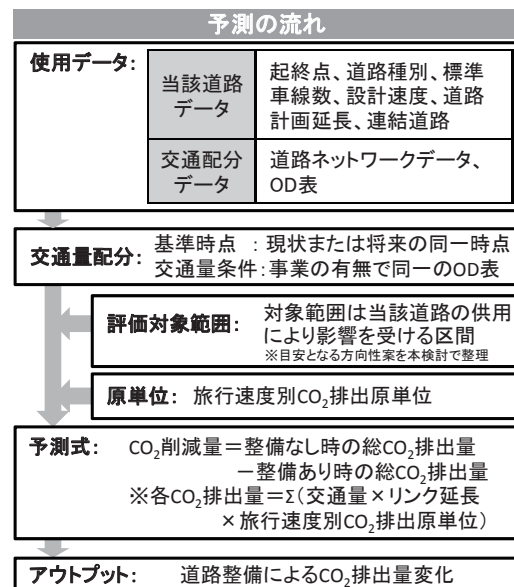 予測の流れ
使用データ:
当該道路
データ
起終点、道路種別、標準
車線数、設計速度、道路
計画延長、連結道路
交通配分
データ
道路ネットワークデータ、
OD表
交通量配分:
基準時点 :現状または将来の同一時点
交通量条件:事業の有無で同一のOD表
評価対象範囲:
対象範囲は当該道路の供用
により影響を受ける区間
※目安となる方向性案を本検討で整理
原単位: 旅行速度別CO₂排出原単位
予測式: CO₂削減量=整備なし時の総CO₂排出量
-整備あり時の総CO₂排出量
※各CO₂排出量=Σ(交通量×リンク延長
×旅行速度別CO₂排出原単位)
アウトプット: 道路整備によるCO₂排出量変化